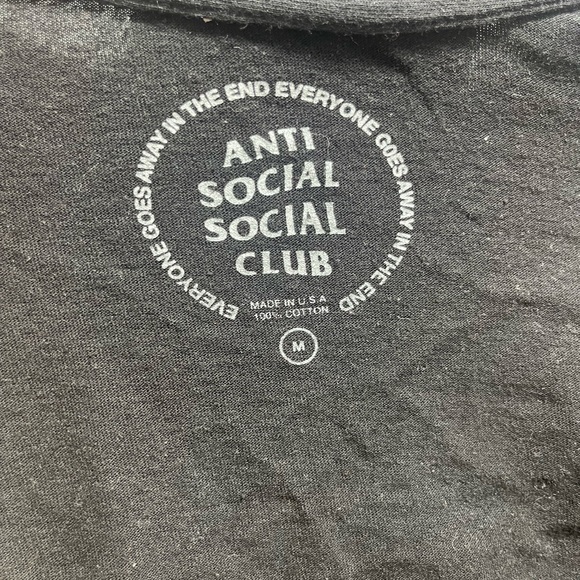 EVERYONE GOES AWAY IN THE END EVERYONE GOES AWAY IN THE END
ANTI
SOCIAL
SOCIAL
CLUB
MADE IN U.S.A
100% COTTON
M